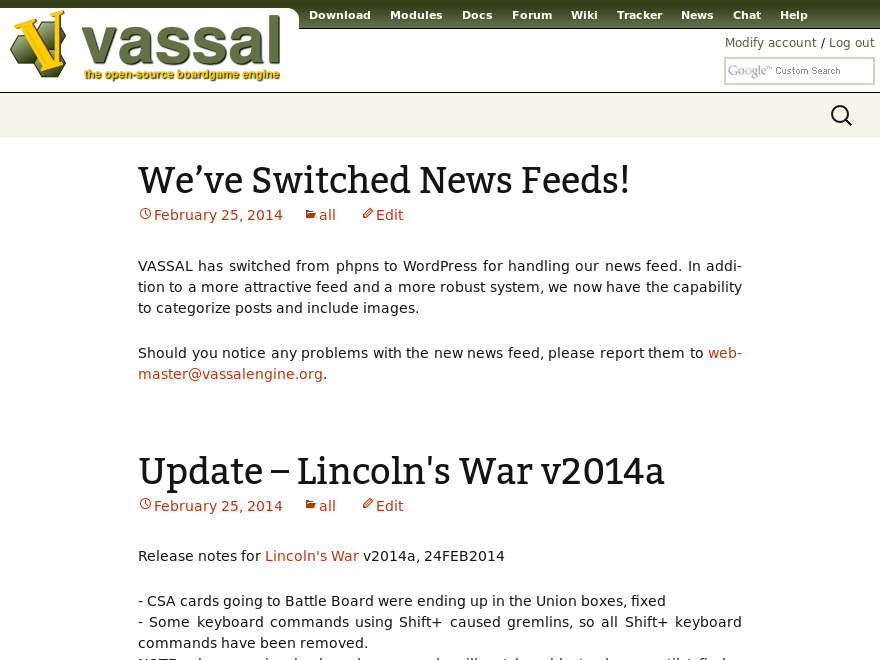 Download Modules Docs Forum Wiki Tracker News Chat Help
vassal
the open-source boardgame engine
Modify account / Log out
Google™ Custom Search
We’ve Switched News Feeds!
February 25, 2014 all Edit
VASSAL has switched from phpns to WordPress for handling our news feed. In addi-
tion to a more attractive feed and a more robust system, we now have the capability
to categorize posts and include images.
Should you notice any problems with the new news feed, please report them to web-
master@vassalengine.org.
Update – Lincoln's War v2014a
February 25, 2014 all Edit
Release notes for Lincoln's War v2014a, 24FEB2014
- CSA cards going to Battle Board were ending up in the Union boxes, fixed
- Some keyboard commands using Shift+ caused gremlins, so all Shift+ keyboard
commands have been removed.